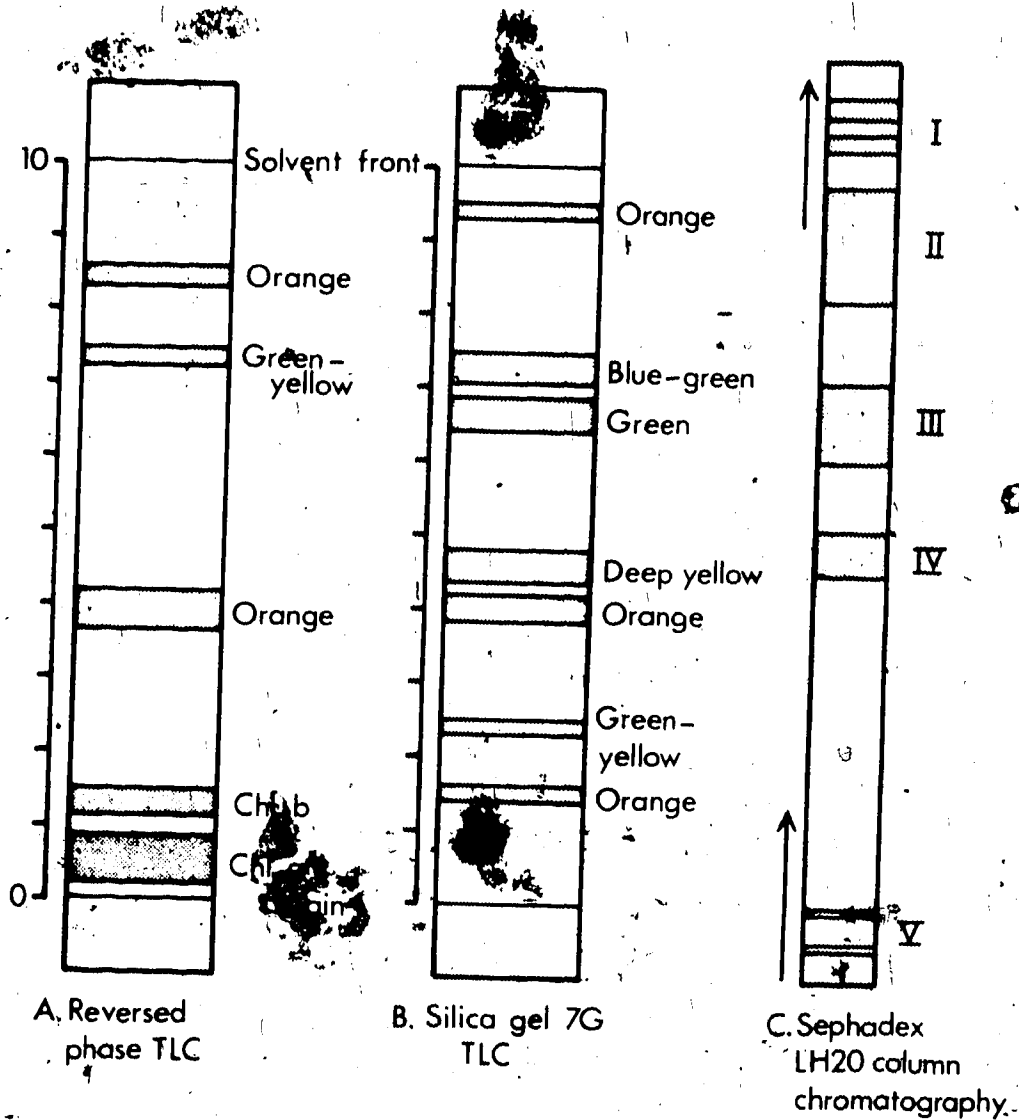 10
Solvent front
Orange
Green-
yellow
Orange
Chl b
Chl
0
A. Reversed
phase TLC
Orange
Blue-green
Green
Deep yellow
Orange
Green-
yellow
Orange
B. Silica gel 7G
TLC
I
II
III
IV
V
C. Sephadex
LH20 column
chromatography